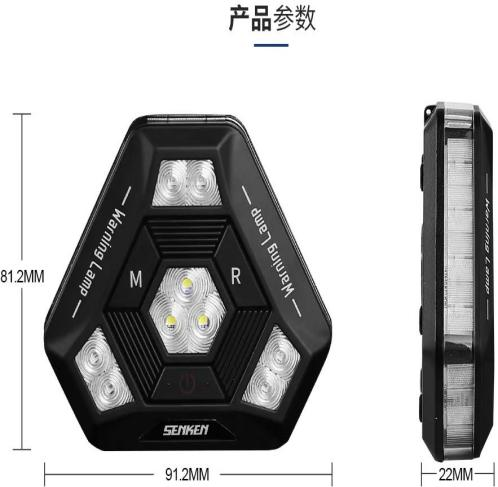 产品参数
81.2MM
Warning Lamp
Warning Lamp
M
R
SENKEN
91.2MM
Warning Lamp
22MM